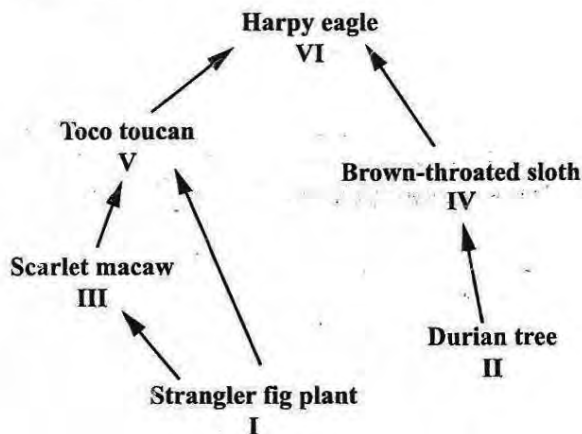 Harpy eagle
VI
Toco toucan
V
Brown-throated sloth
IV
Scarlet macaw
III
Durian tree
II
Strangler fig plant
I